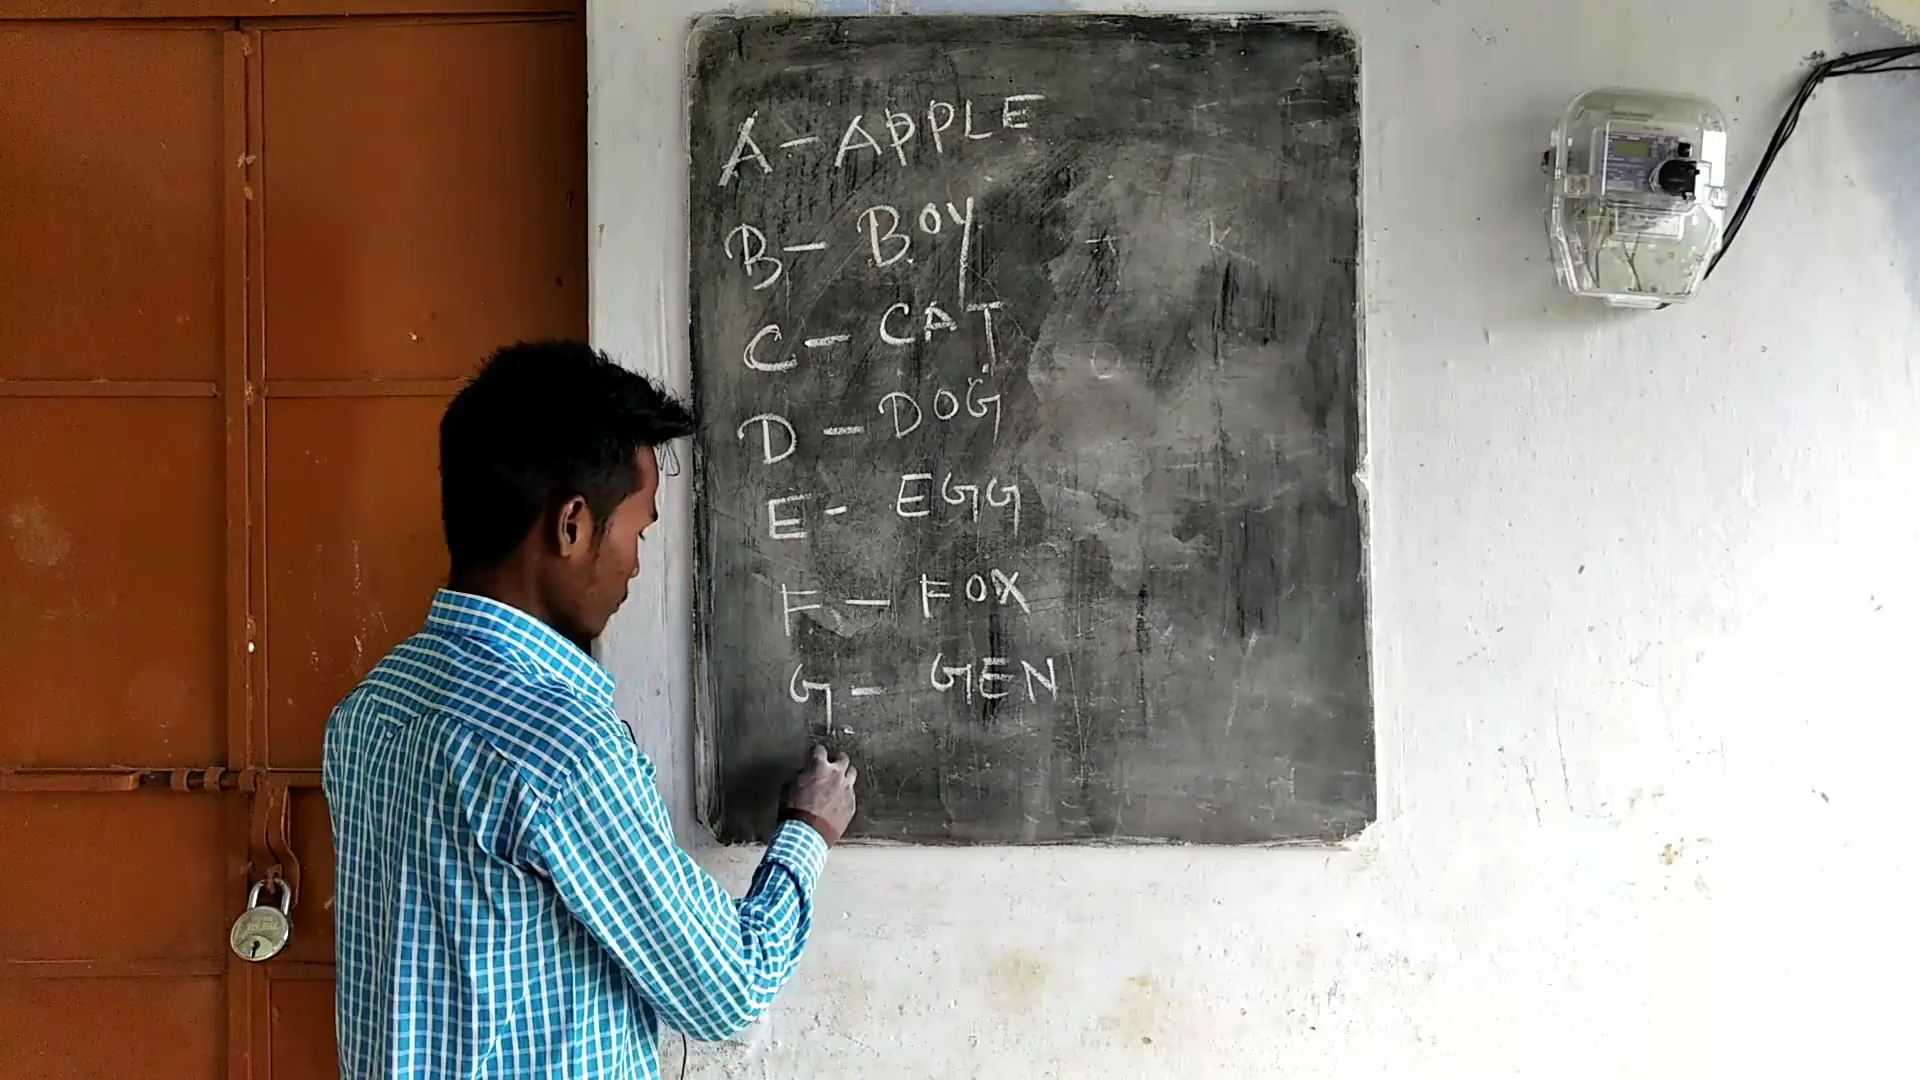 A - APPLE
B - BOY
C - CAT
D - DOG
E - EGG
F - FOX
G - GEN